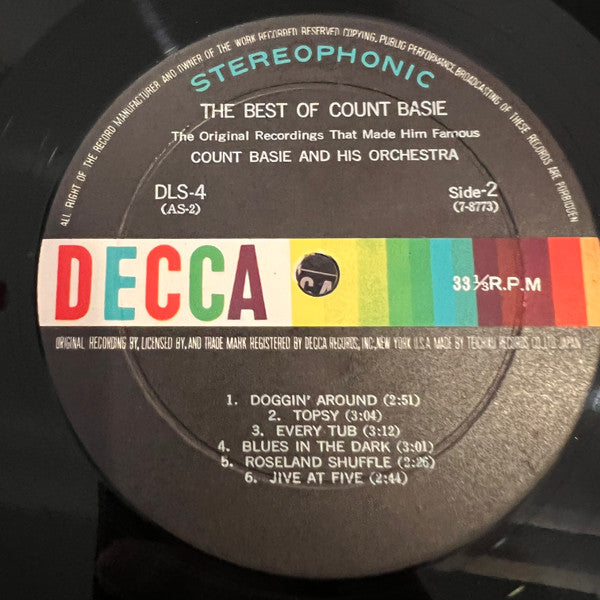 ALL RIGHT OF THE RECORD MANUFACTURER AND OWNER OF THE WORK RECORDED RESERVED COPYING, PUBLIC PERFORMANCE, BROADCASTING OF THESE RECORDS ARE FORBIDDEN
STEREOPHONIC
THE BEST OF COUNT BASIE
The Original Recordings That Made Him Famous
COUNT BASIE AND HIS ORCHESTRA
DLS-4 Side-2
(AS-2) (7-8773)
DECCA 33 ⅓ R.P.M
ORIGINAL RECORDING BY, LICENSED BY, AND TRADE MARK REGISTERED BY DECCA RECORDS, INC., NEW YORK U.S.A. MADE BY TEICHIKU RECORDS CO. LTD. JAPAN
1. DOGGIN' AROUND (2:51)
2. TOPSY (3:04)
3. EVERY TUB (3:12)
4. BLUES IN THE DARK (3:01)
5. ROSELAND SHUFFLE (2:26)
6. JIVE AT FIVE (2:44)